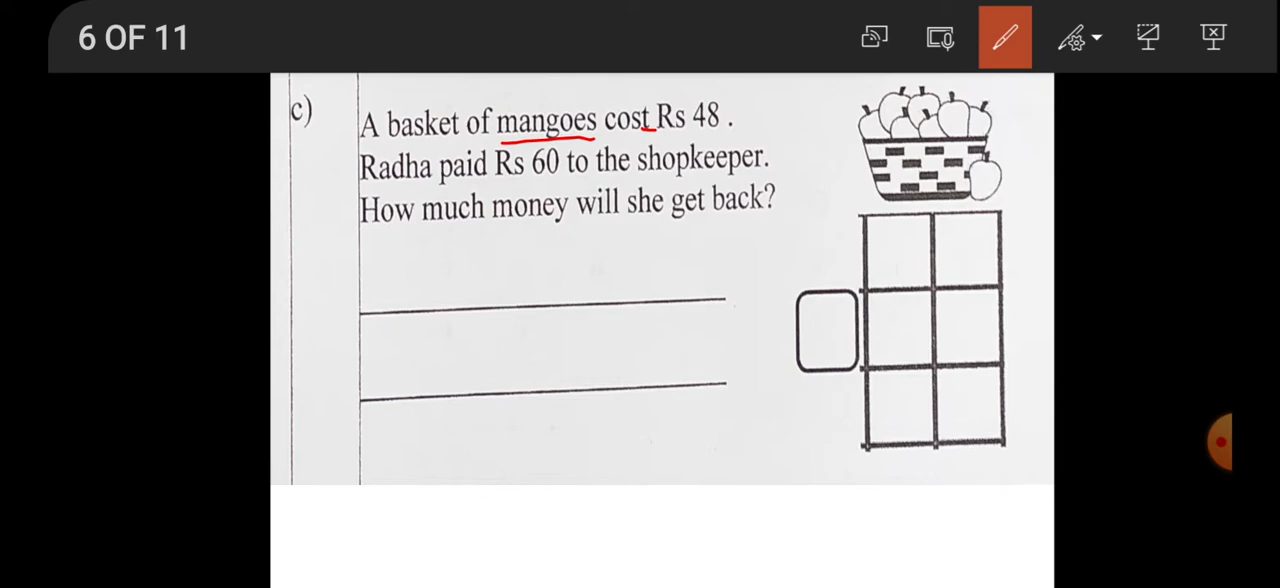 6 OF 11
c)
A basket of mangoes cost Rs 48 .
Radha paid Rs 60 to the shopkeeper.
How much money will she get back?